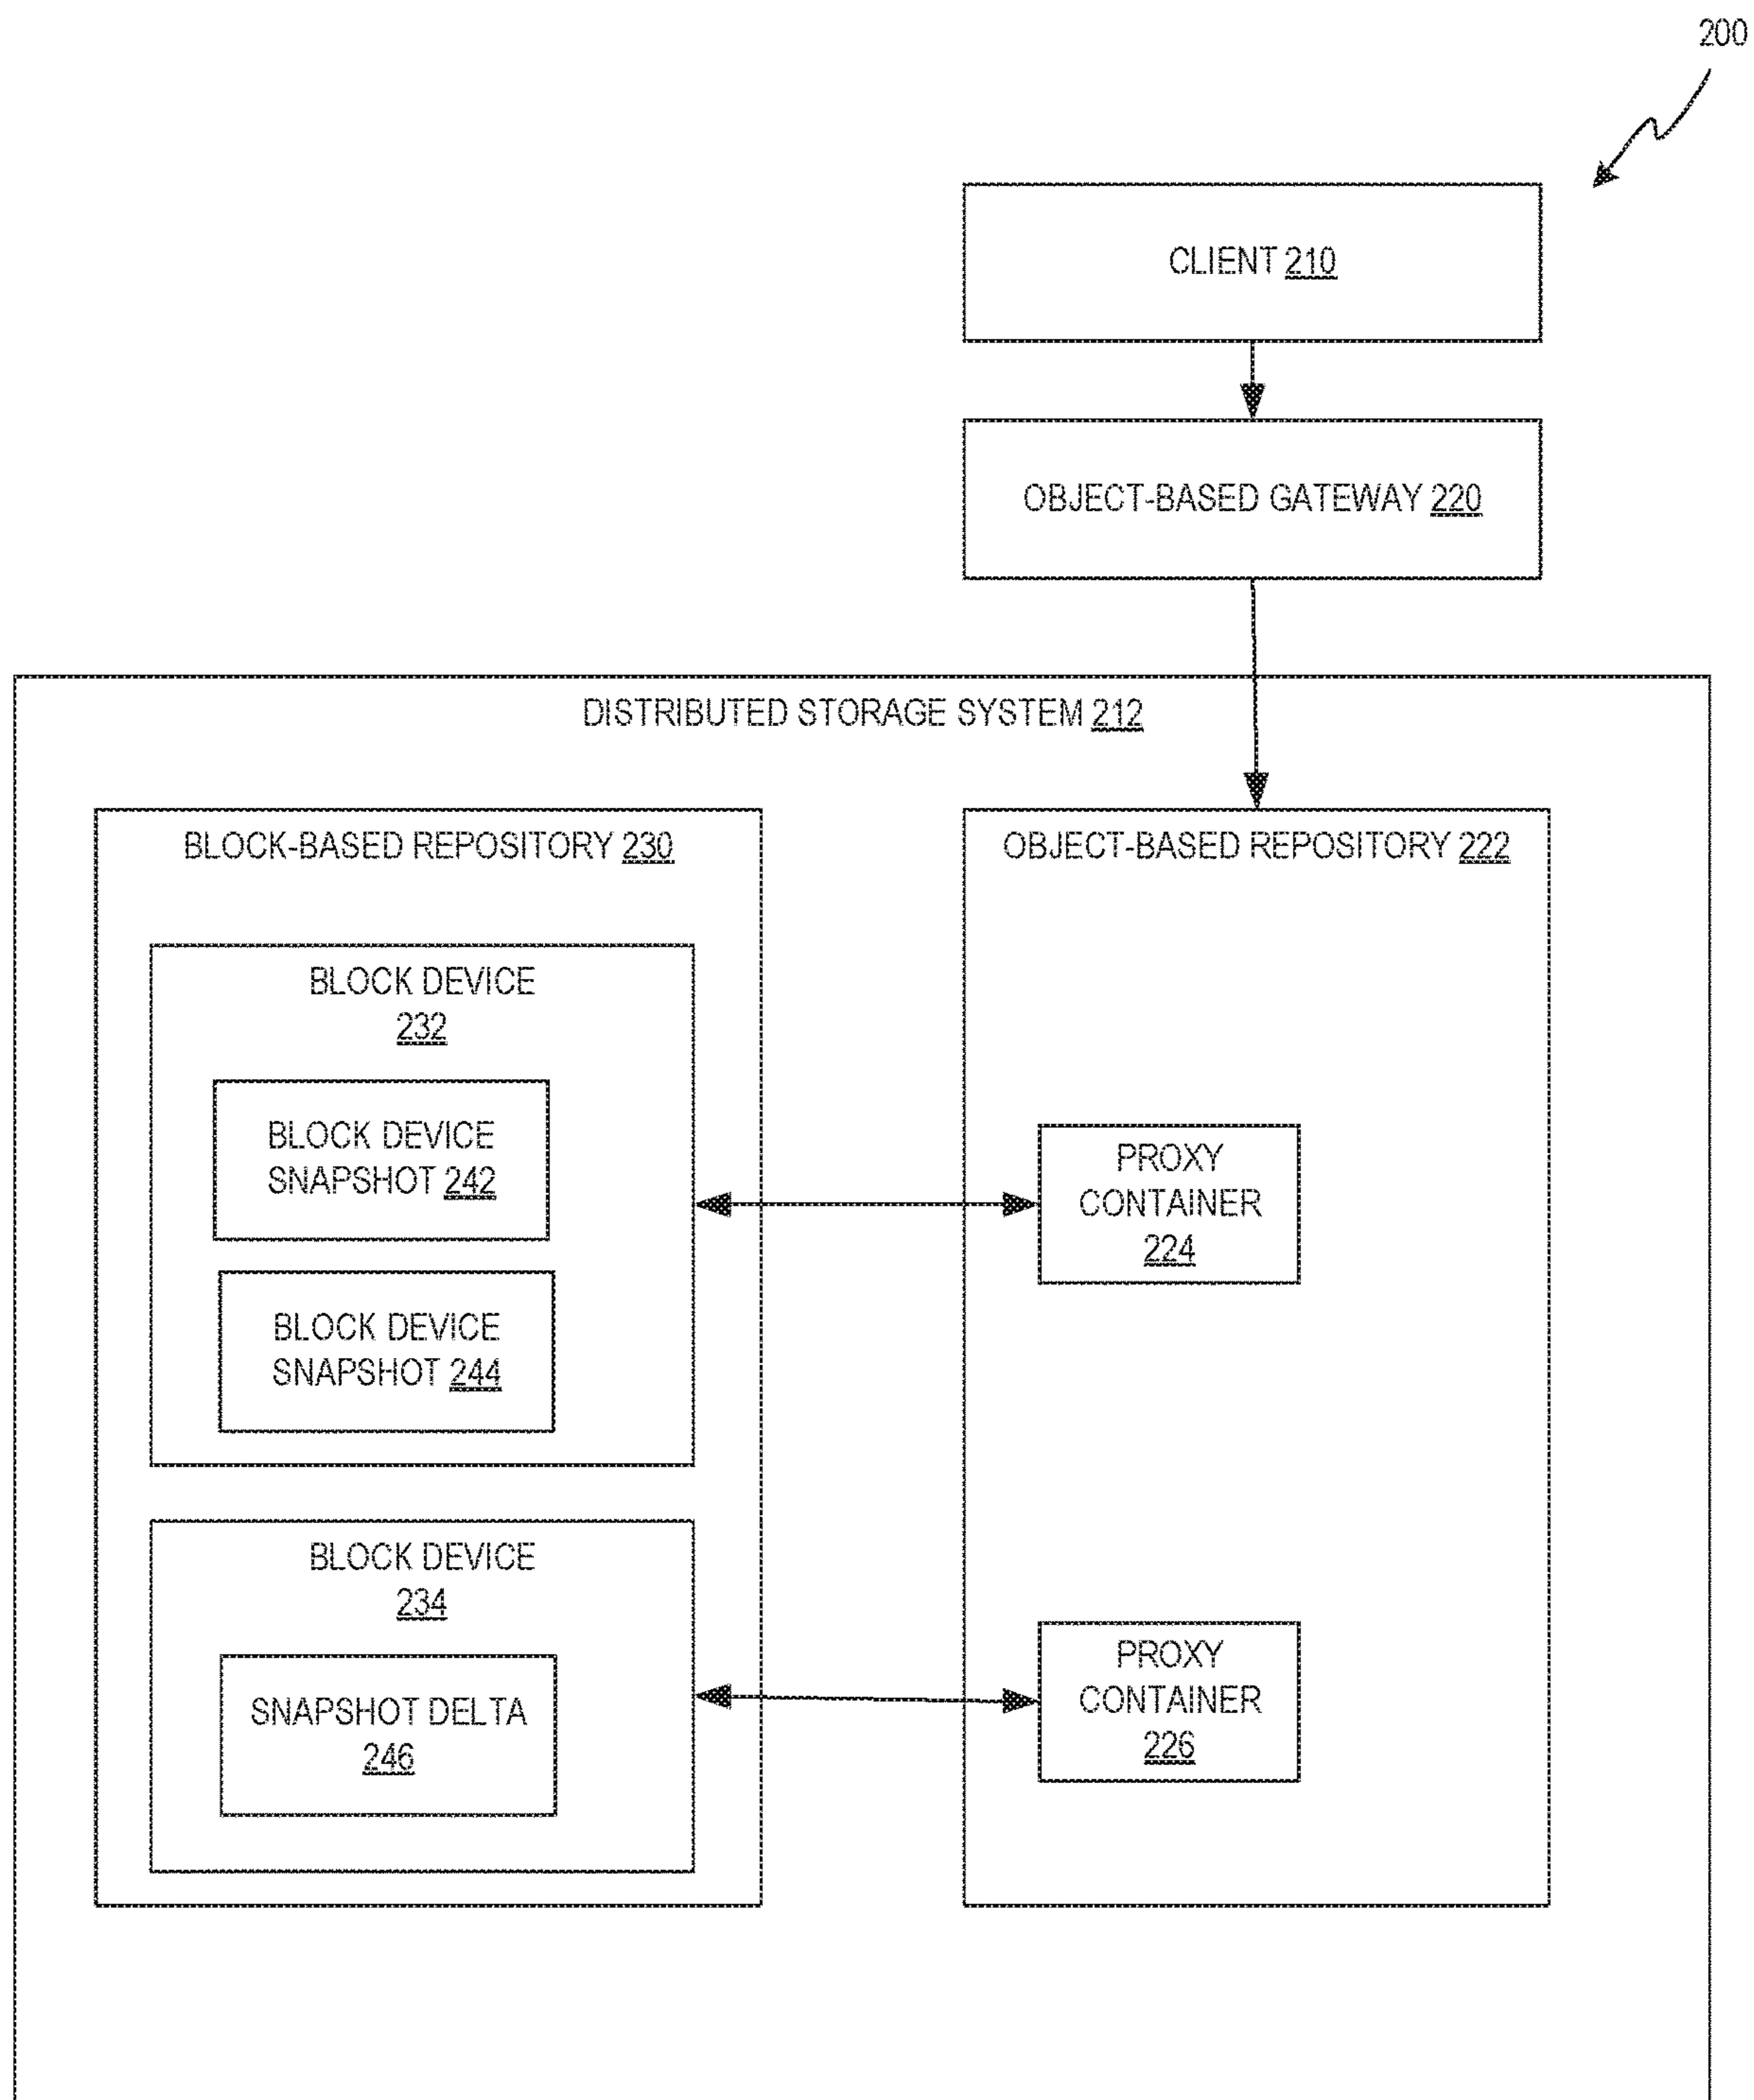 200
CLIENT 210
OBJECT-BASED GATEWAY 220
DISTRIBUTED STORAGE SYSTEM 212
BLOCK-BASED REPOSITORY 230
BLOCK DEVICE
232
BLOCK DEVICE
SNAPSHOT 242
BLOCK DEVICE
SNAPSHOT 244
BLOCK DEVICE
234
SNAPSHOT DELTA
246
OBJECT-BASED REPOSITORY 222
PROXY
CONTAINER
224
PROXY
CONTAINER
226